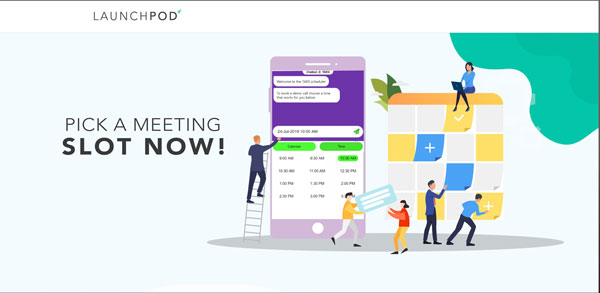 LAUNCHPOD
PICK A MEETING
SLOT NOW!
Chatbot @ TARS
Welcome to the TARS scheduler
To book a demo call choose a time
that works for you below
24-Jul-2018 10:00 AM
Calendar Time
9:00 AM 9:30 AM 10:00 AM
10:30 AM 11:00 AM 12:30 PM
1:00 PM 1:30 PM 2:00 PM
2:30 PM 3:00 PM